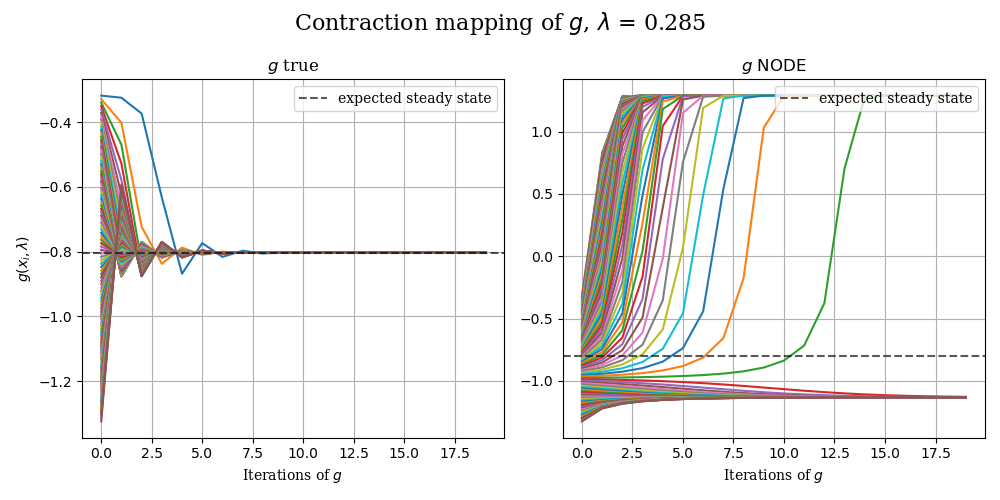 Contraction mapping of g, λ = 0.285
g true
g NODE
expected steady state
expected steady state
g(xᵢ, λ)
−0.4
−0.6
−0.8
−1.0
−1.2
1.0
0.5
0.0
−0.5
−1.0
0.0 2.5 5.0 7.5 10.0 12.5 15.0 17.5
0.0 2.5 5.0 7.5 10.0 12.5 15.0 17.5
Iterations of g
Iterations of g